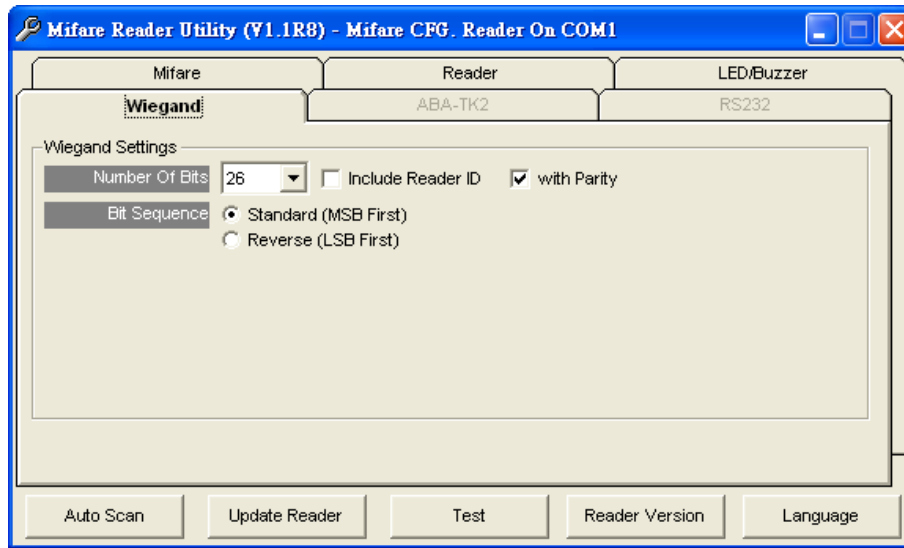 Mifare Reader Utility (V1.1R8) - Mifare CFG. Reader On COM1
Mifare Reader LED/Buzzer
Wiegand ABA-TK2 RS232
Wiegand Settings
Number Of Bits 26 Include Reader ID with Parity
Bit Sequence Standard (MSB First)
Reverse (LSB First)
Auto Scan Update Reader Test Reader Version Language